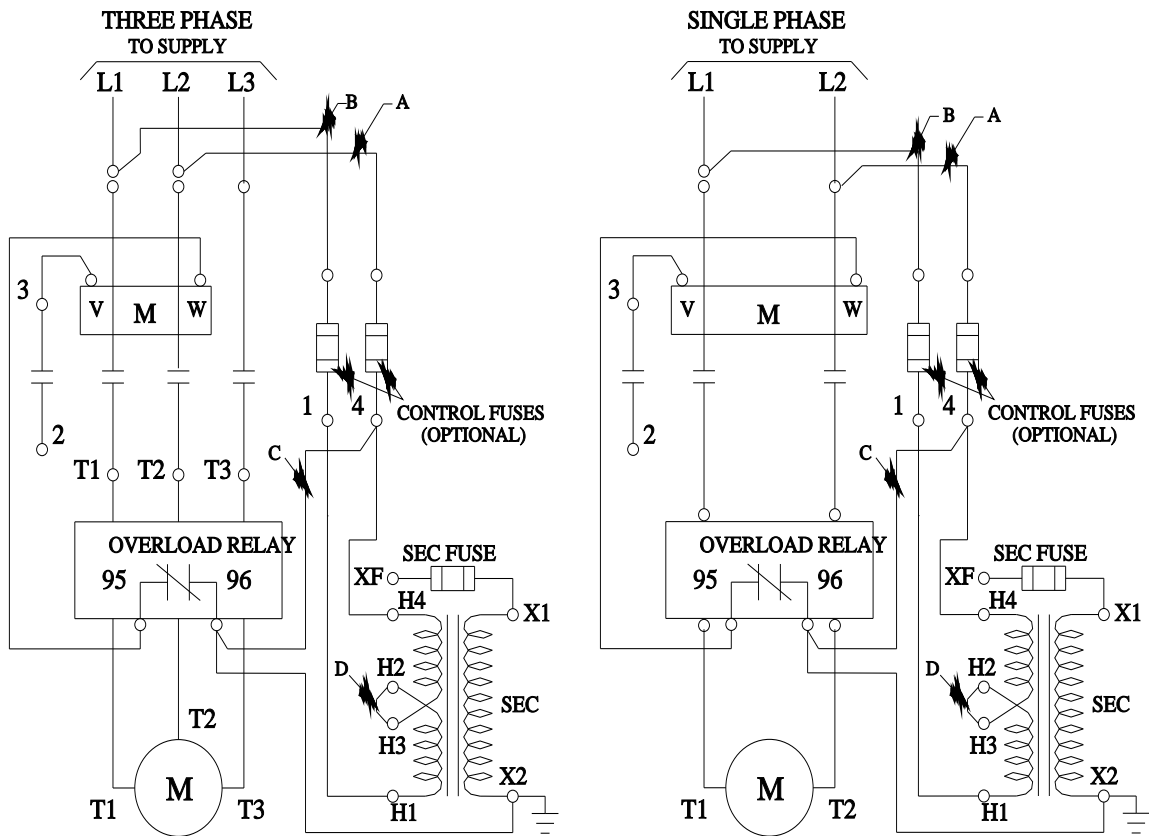 THREE PHASE
TO SUPPLY
L1 L2 L3
B A
3
V M W
2
1 4
CONTROL FUSES
(OPTIONAL)
C
T1 T2 T3
OVERLOAD RELAY
95 96
SEC FUSE
XF
H4 X1
D H2
SEC
H3
T2
X2
M
T1 T3
H1
SINGLE PHASE
TO SUPPLY
L1 L2
B A
3
V M W
2
1 4
CONTROL FUSES
(OPTIONAL)
C
OVERLOAD RELAY
95 96
SEC FUSE
XF
H4 X1
D H2
SEC
H3
X2
M
T1 T2
H1